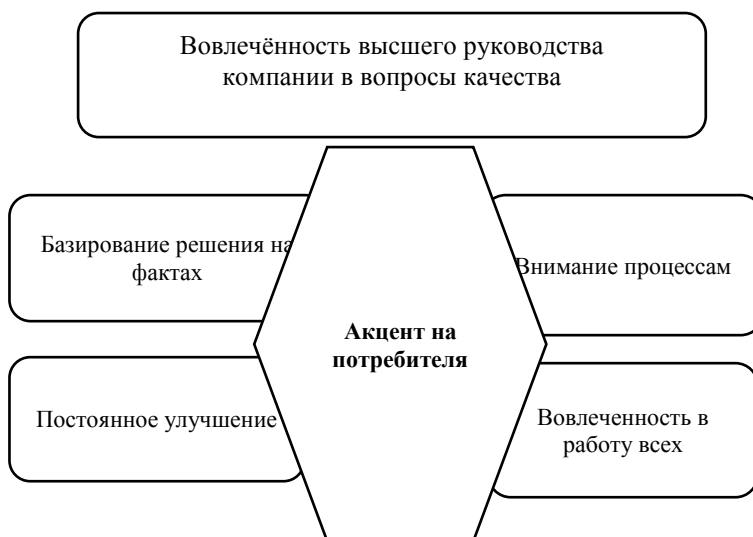 Вовлечённость высшего руководства
компании в вопросы качества
Базирование решения на
фактах
Внимание процессам
Акцент на
потребителя
Постоянное улучшение
Вовлеченность в
работу всех